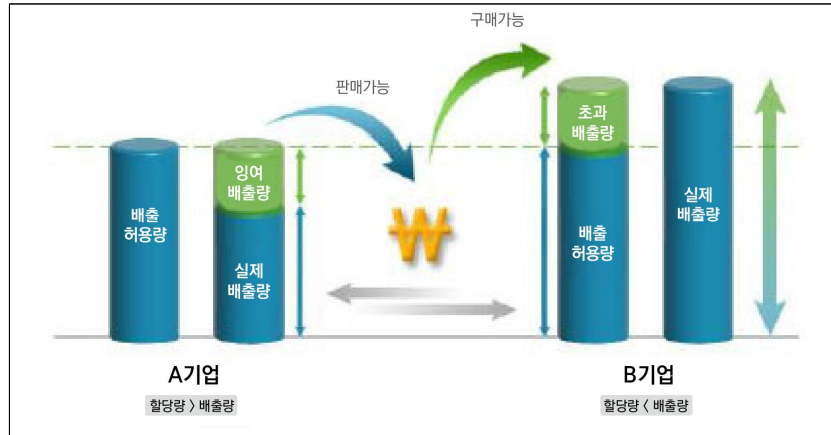 구매가능
판매가능
초과
배출량
잉여
배출량
배출
허용량
실제
배출량
배출
허용량
실제
배출량
₩
A기업
B기업
할당량 > 배출량
할당량 < 배출량